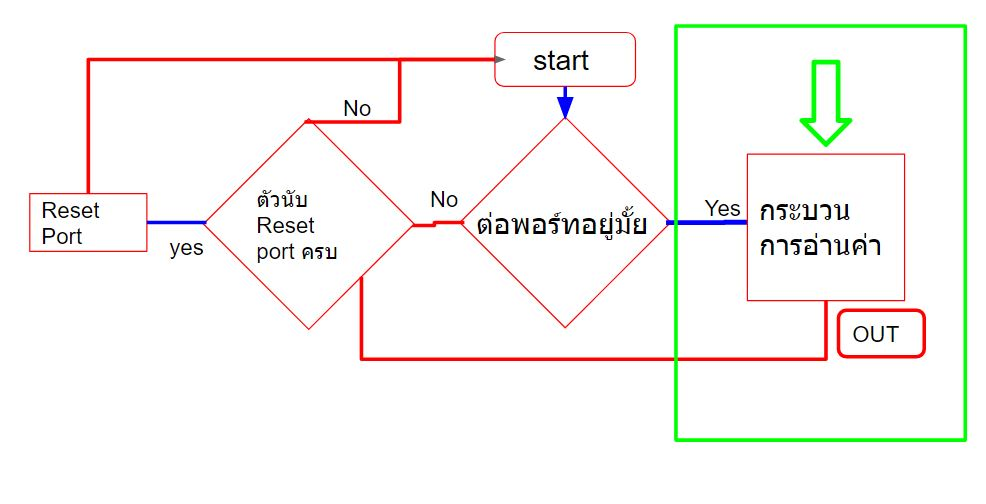 start
No
ตัวนับ
Reset
port ครบ
No
ต่อพอร์ทอยู่มั้ย
Yes
กระบวน
การอ่านค่า
Reset
Port
yes
OUT